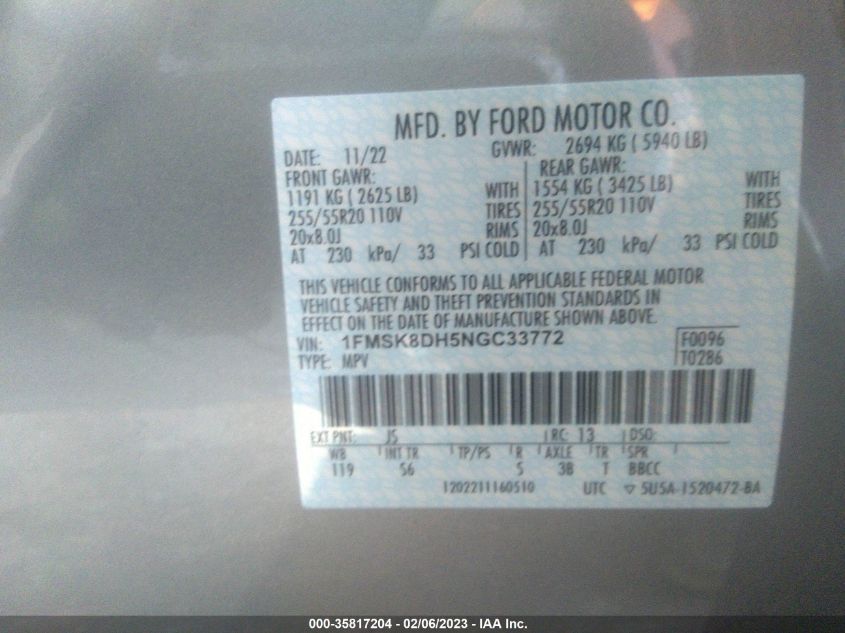 MFD. BY FORD MOTOR CO.
DATE: 11/22 GVWR: 2694 KG ( 5940 LB)
FRONT GAWR: REAR GAWR:
1191 KG ( 2625 LB) WITH 1554 KG ( 3425 LB) WITH
255/55R20 110V TIRES 255/55R20 110V TIRES
20x8.0J RIMS 20x8.0J RIMS
AT 230 kPa/ 33 PSI COLD AT 230 kPa/ 33 PSI COLD
THIS VEHICLE CONFORMS TO ALL APPLICABLE FEDERAL MOTOR
VEHICLE SAFETY AND THEFT PREVENTION STANDARDS IN
EFFECT ON THE DATE OF MANUFACTURE SHOWN ABOVE.
VIN: 1FMSK8DH5NGC33772 F0096
TYPE: MPV T0286
EXT PNT: JS RC: 13 DSO:
WB INT TR TP/PS R AXLE TR SPR
119 S6 5 3B T BBCC
1202211160510 UTC ▽ 5U5A-1520472-BA
000-35817204 - 02/06/2023 - IAA Inc.